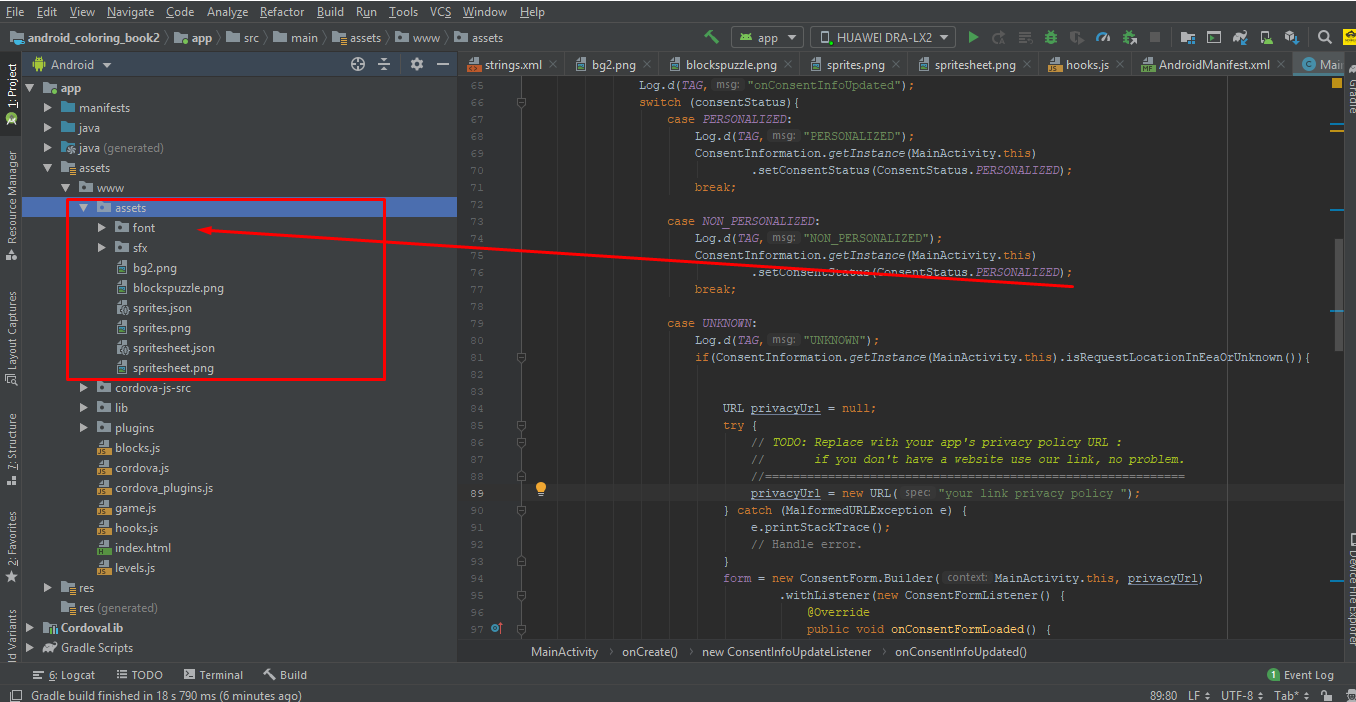 File Edit View Navigate Code Analyze Refactor Build Run Tools VCS Window Help
android_coloring_book2 app src main assets www assets app HUAWEI DRA-LX2
Android strings.xml bg2.png blockspuzzle.png sprites.png spritesheet.png hooks.js AndroidManifest.xml Main
1: Project
Resource Manager
Layout Captures
Z: Structure
2: Favorites
ld Variants
app
manifests
java
java (generated)
assets
www
assets
font
sfx
bg2.png
blockspuzzle.png
sprites.json
sprites.png
spritesheet.json
spritesheet.png
cordova-js-src
lib
plugins
blocks.js
cordova.js
cordova_plugins.js
game.js
hooks.js
index.html
levels.js
res
res (generated)
CordovaLib
Gradle Scripts
65 Log.d(TAG, msg: "onConsentInfoUpdated");
66 switch (consentStatus){
67 case PERSONALIZED:
68 Log.d(TAG, msg: "PERSONALIZED");
69 ConsentInformation.getInstance(MainActivity.this)
70 .setConsentStatus(ConsentStatus.PERSONALIZED);
71 break;
72
73 case NON_PERSONALIZED:
74 Log.d(TAG, msg: "NON_PERSONALIZED");
75 ConsentInformation.getInstance(MainActivity.this)
76 .setConsentStatus(ConsentStatus.PERSONALIZED);
77 break;
78
79 case UNKNOWN:
80 Log.d(TAG, msg: "UNKNOWN");
81 if(ConsentInformation.getInstance(MainActivity.this).isRequestLocationInEeaOrUnknown()){
82
83
84 URL privacyUrl = null;
85 try {
86 // TODO: Replace with your app's privacy policy URL :
87 // if you don't have a website use our link, no problem.
88 //============================================================
89 privacyUrl = new URL( spec: "your link privacy policy ");
90 } catch (MalformedURLException e) {
91 e.printStackTrace();
92 // Handle error.
93 }
94 form = new ConsentForm.Builder( context: MainActivity.this, privacyUrl)
95 .withListener(new ConsentFormListener() {
96 @Override
97 public void onConsentFormLoaded() {
Gradle
Device File Explorer
MainActivity onCreate() new ConsentInfoUpdateListener onConsentInfoUpdated()
6: Logcat TODO Terminal Build 1 Event Log
Gradle build finished in 18 s 790 ms (6 minutes ago) 89:80 LF UTF-8 Tab*